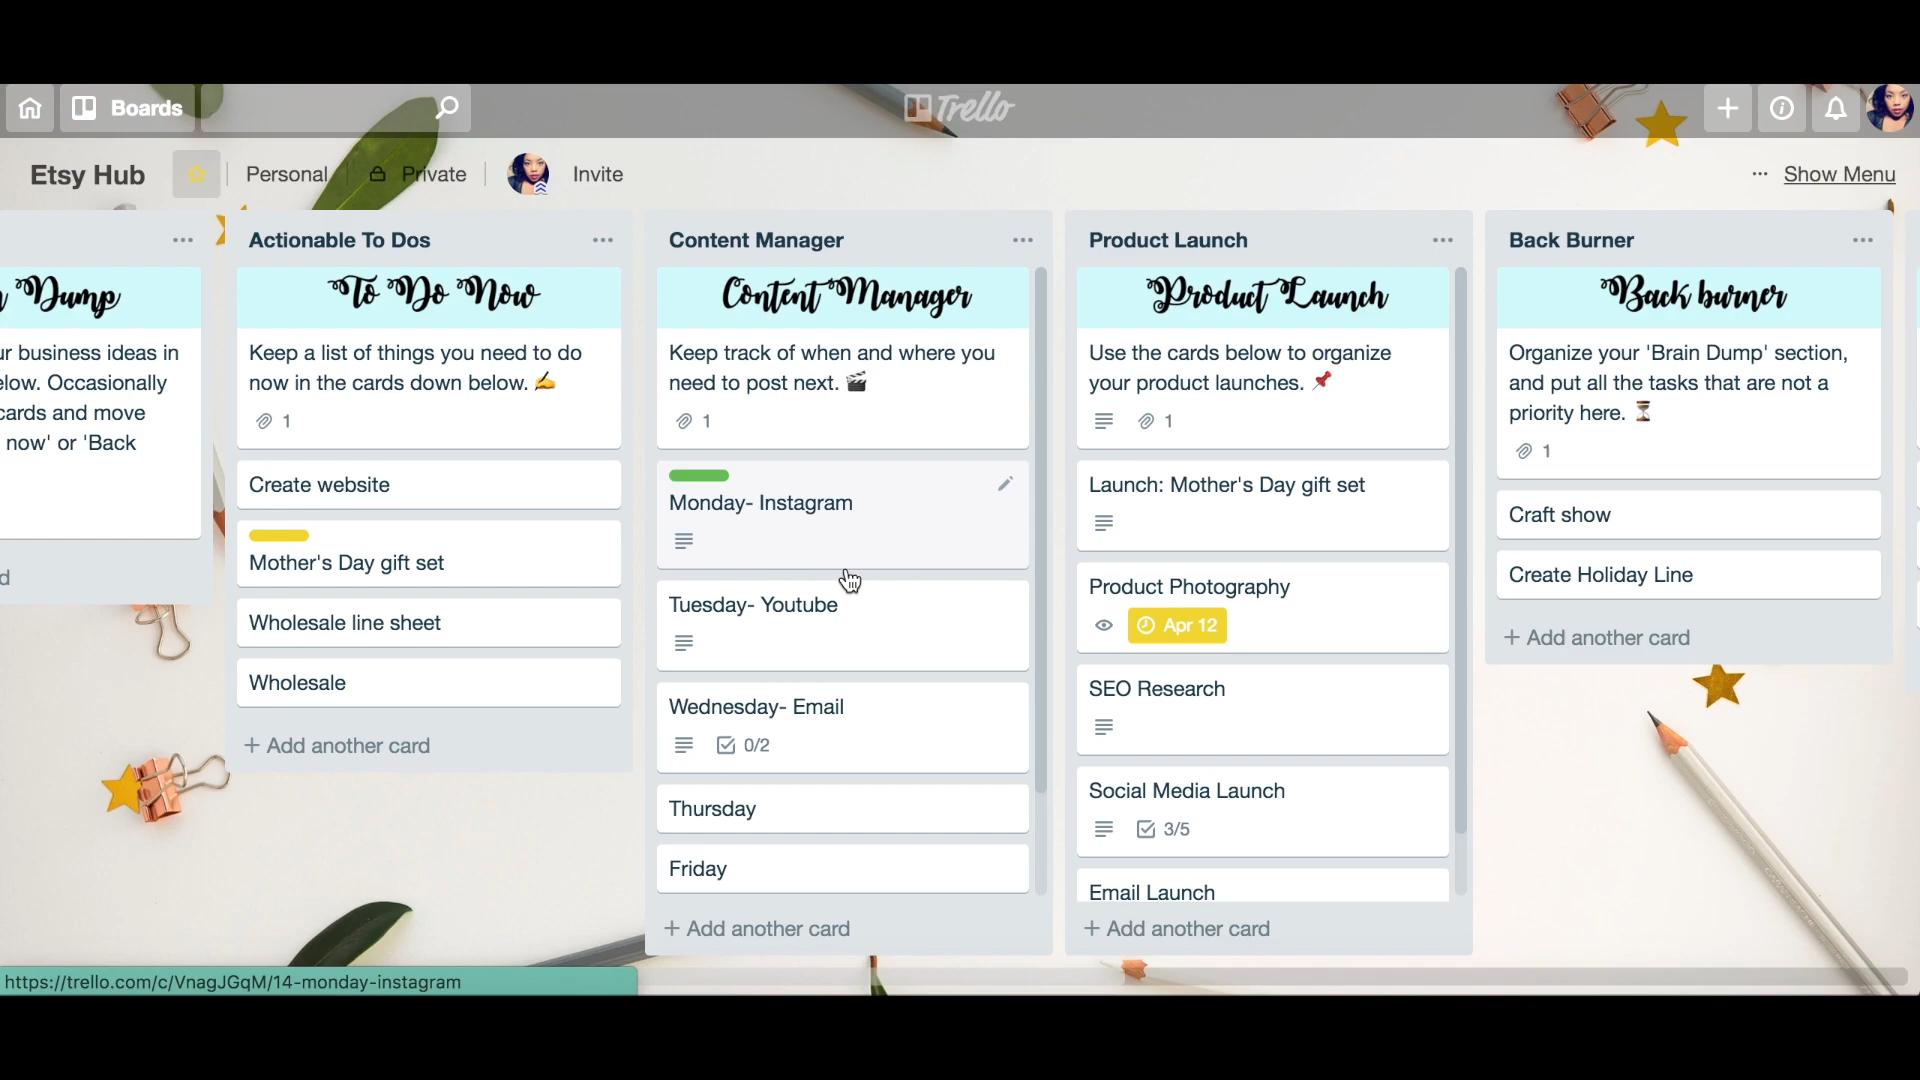 Boards
Trello
Etsy Hub
Personal
Private
Invite
... Show Menu
Dump
ur business ideas in
elow. Occasionally
cards and move
now' or 'Back
d
Actionable To Dos
To Do Now
Keep a list of things you need to do
now in the cards down below. ✍️
1
Create website
Mother's Day gift set
Wholesale line sheet
Wholesale
+ Add another card
Content Manager
Content Manager
Keep track of when and where you
need to post next. 🎬
1
Monday- Instagram
Tuesday- Youtube
Wednesday- Email
0/2
Thursday
Friday
+ Add another card
Product Launch
Product Launch
Use the cards below to organize
your product launches. 📌
1
Launch: Mother's Day gift set
Product Photography
Apr 12
SEO Research
Social Media Launch
3/5
Email Launch
+ Add another card
Back Burner
Back burner
Organize your 'Brain Dump' section,
and put all the tasks that are not a
priority here. ⏳
1
Craft show
Create Holiday Line
+ Add another card
https://trello.com/c/VnagJGqM/14-monday-instagram